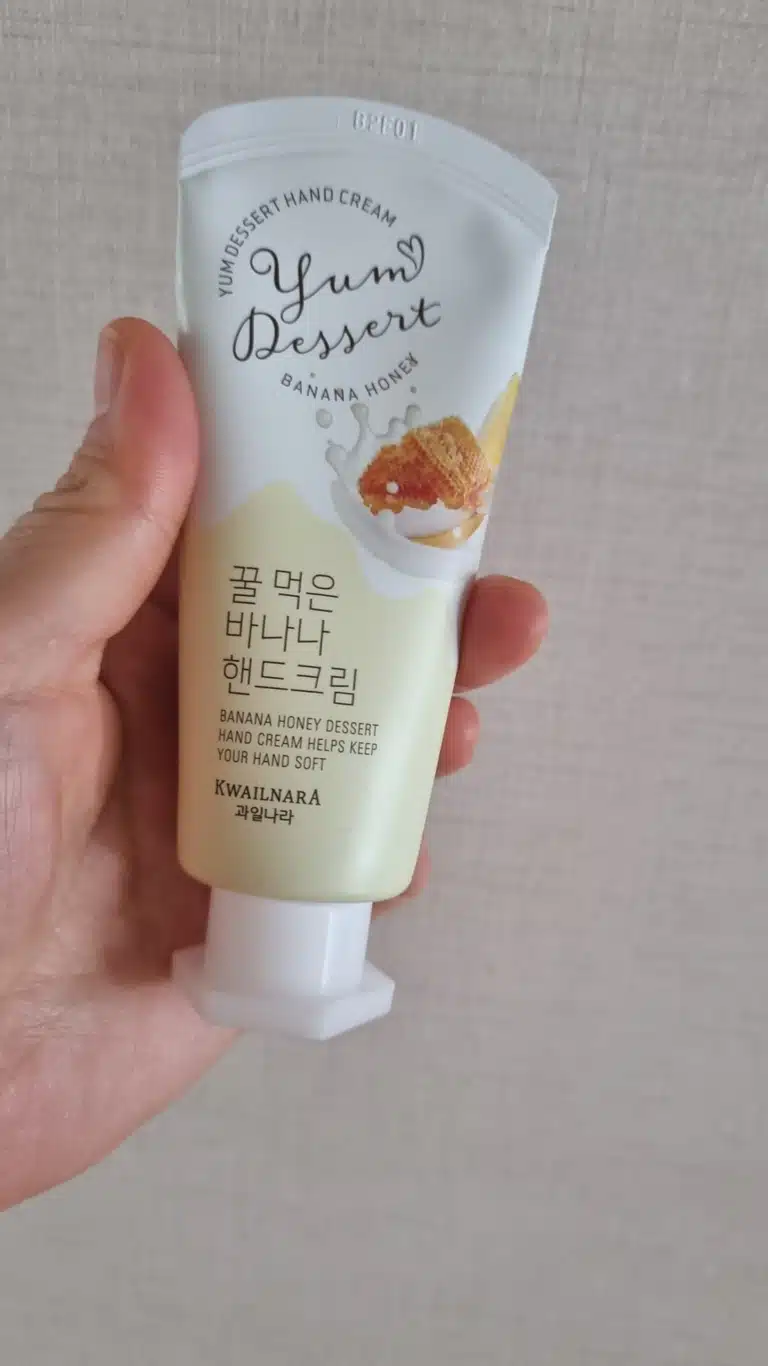 B2F01
YUM DESSERT HAND CREAM
Yum
Dessert
BANANA HONEY
꿀 먹은
바나나
핸드크림
BANANA HONEY DESSERT
HAND CREAM HELPS KEEP
YOUR HAND SOFT
KWAILNARA
과일나라